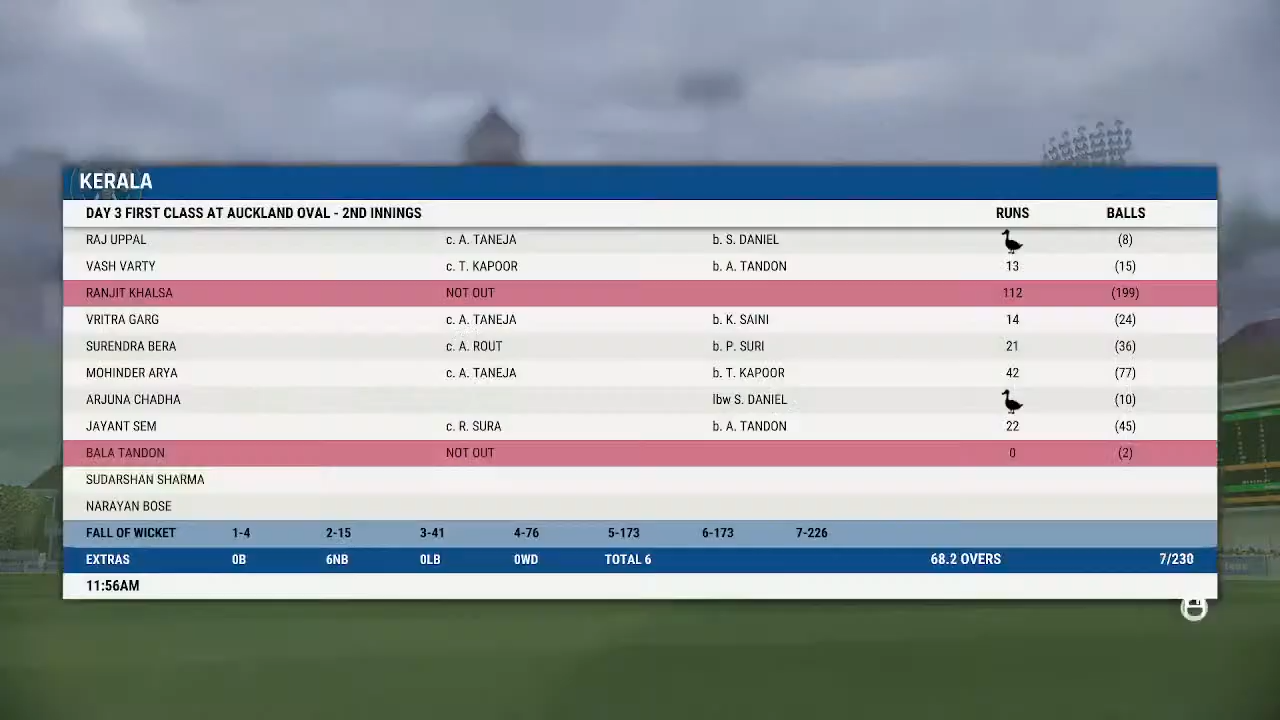 KERALA
DAY 3 FIRST CLASS AT AUCKLAND OVAL - 2ND INNINGS RUNS BALLS
RAJ UPPAL c. A. TANEJA b. S. DANIEL (8)
VASH VARTY c. T. KAPOOR b. A. TANDON 13 (15)
RANJIT KHALSA NOT OUT 112 (199)
VRITRA GARG c. A. TANEJA b. K. SAINI 14 (24)
SURENDRA BERA c. A. ROUT b. P. SURI 21 (36)
MOHINDER ARYA c. A. TANEJA b. T. KAPOOR 42 (77)
ARJUNA CHADHA lbw S. DANIEL (10)
JAYANT SEM c. R. SURA b. A. TANDON 22 (45)
BALA TANDON NOT OUT 0 (2)
SUDARSHAN SHARMA
NARAYAN BOSE
FALL OF WICKET 1-4 2-15 3-41 4-76 5-173 6-173 7-226
EXTRAS 0B 6NB 0LB 0WD TOTAL 6 68.2 OVERS 7/230
11:56AM